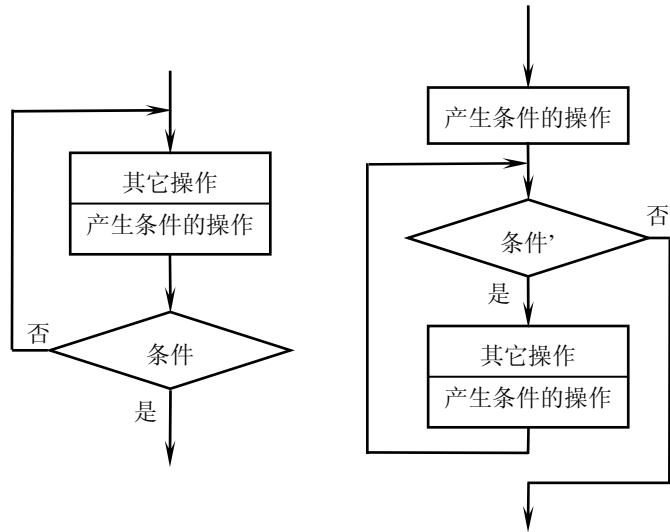 其它操作
产生条件的操作
否
条件
是
产生条件的操作
否
条件’
是
其它操作
产生条件的操作